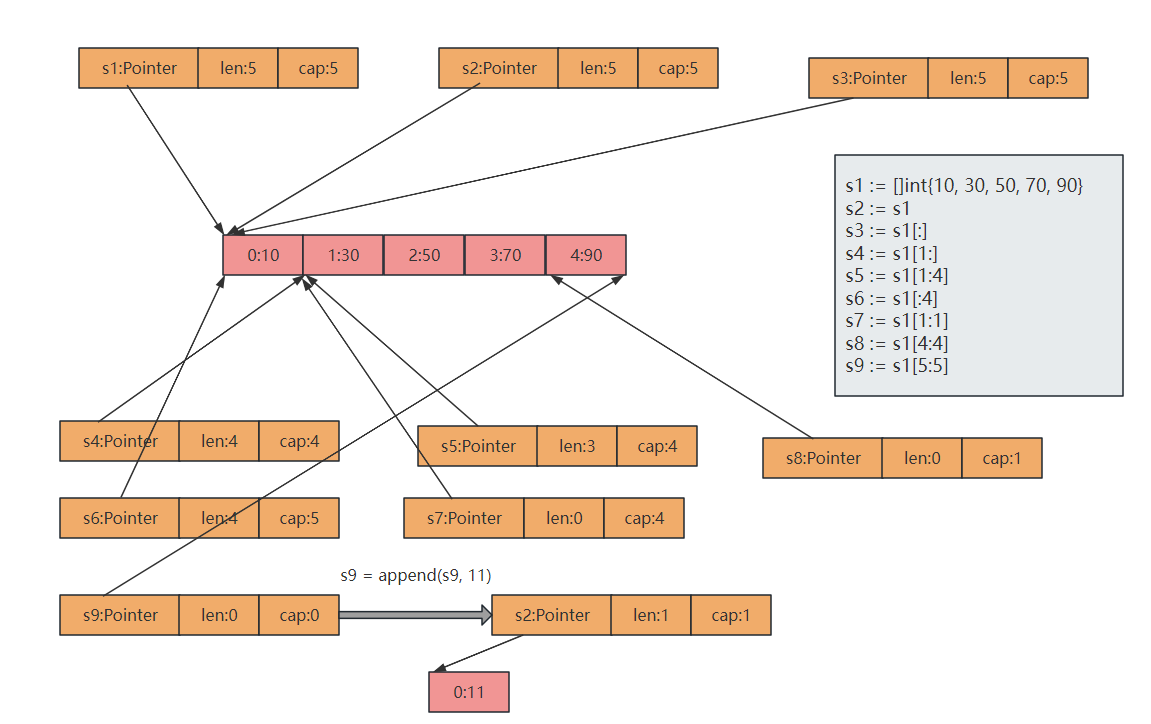 s1:Pointer len:5 cap:5
s2:Pointer len:5 cap:5
s3:Pointer len:5 cap:5
s1 := []int{10, 30, 50, 70, 90}
s2 := s1
s3 := s1[:]
s4 := s1[1:]
s5 := s1[1:4]
s6 := s1[:4]
s7 := s1[1:1]
s8 := s1[4:4]
s9 := s1[5:5]
0:10 1:30 2:50 3:70 4:90
s4:Pointer len:4 cap:4
s5:Pointer len:3 cap:4
s8:Pointer len:0 cap:1
s6:Pointer len:4 cap:5
s7:Pointer len:0 cap:4
s9 = append(s9, 11)
s9:Pointer len:0 cap:0
s2:Pointer len:1 cap:1
0:11